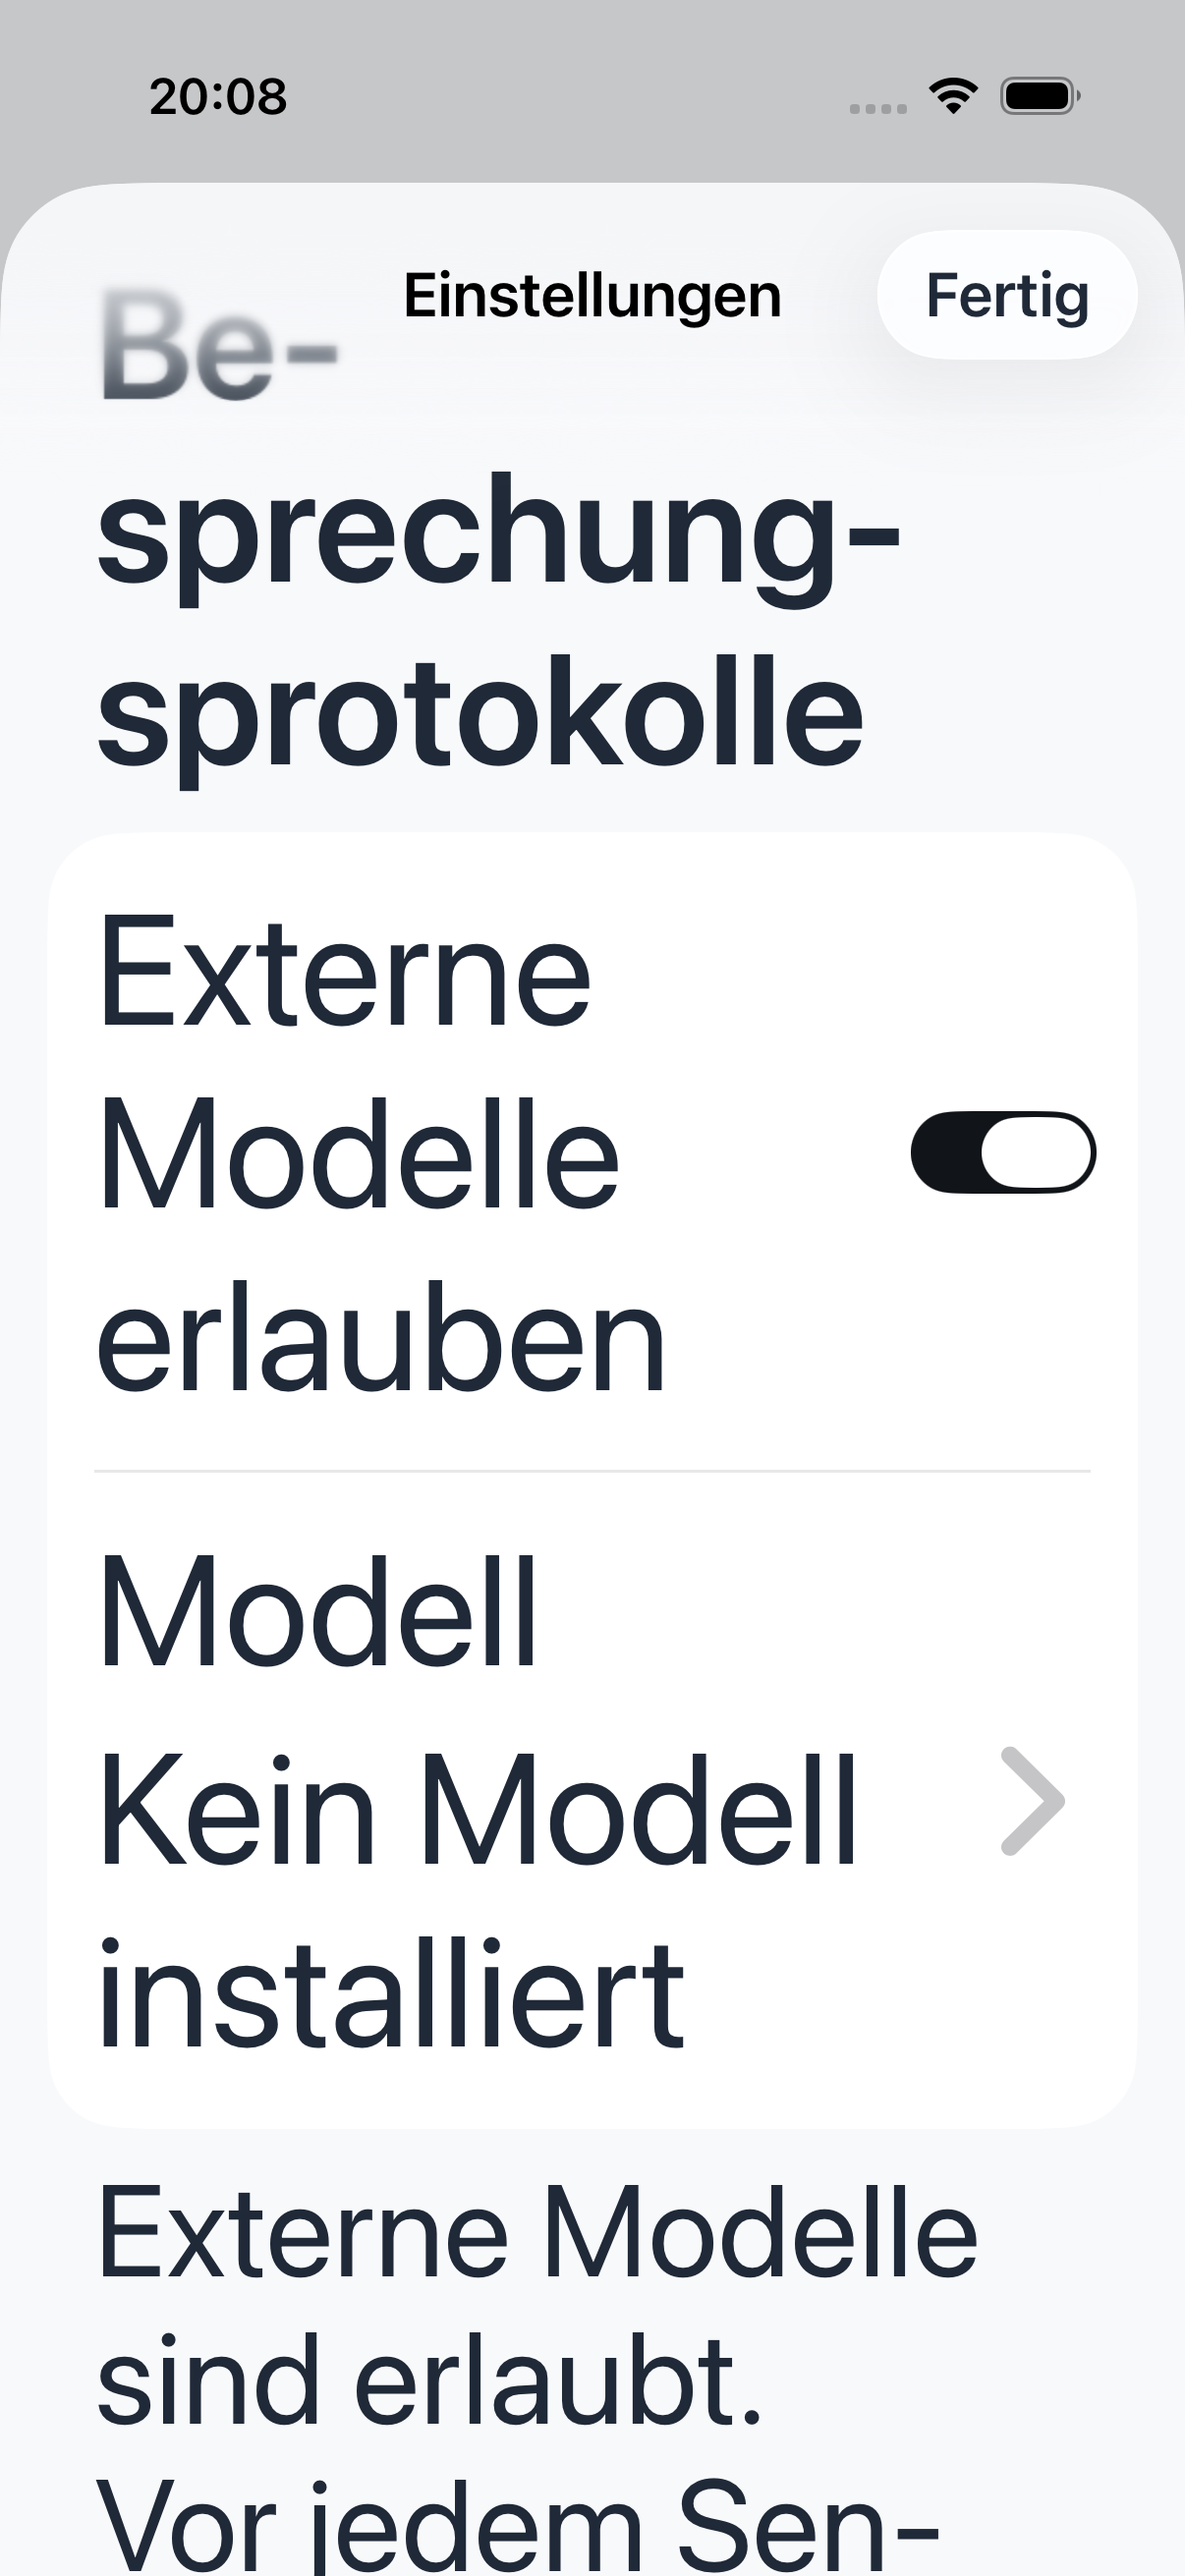 20:08
Einstellungen
Fertig
Be-
sprechung-
sprotokolle
Externe
Modelle
erlauben
Modell
Kein Modell
installiert
Externe Modelle
sind erlaubt.
Vor jedem Sen-